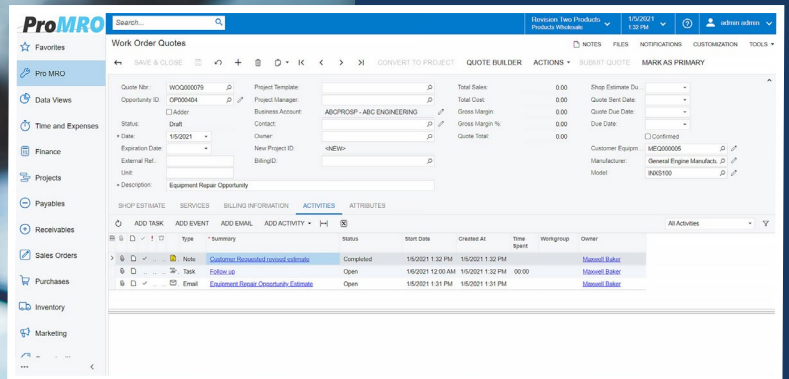 ProMRO
Search...
Revision Two Products
Products Wholesale
1/5/2021
1:32 PM
admin admin
Favorites
Pro MRO
Data Views
Time and Expenses
Finance
Projects
Payables
Receivables
Sales Orders
Purchases
Inventory
Marketing
Work Order Quotes
NOTES FILES NOTIFICATIONS CUSTOMIZATION TOOLS
SAVE & CLOSE CONVERT TO PROJECT QUOTE BUILDER ACTIONS SUBMIT QUOTE MARK AS PRIMARY
Quote Nbr.: WOQ000079 Project Template: Total Sales: 0.00 Shop Estimate Du...
Opportunity ID: OP000404 Project Manager: Total Cost: 0.00 Quote Sent Date:
Adder Business Account: ABCPROSP - ABC ENGINEERING Gross Margin: 0.00 Quote Due Date:
Status: Draft Contact: Gross Margin %: 0.00 Due Date:
* Date: 1/5/2021 Owner: Quote Total: 0.00 Confirmed
Expiration Date: New Project ID: <NEW> Customer Equipm... MEQ000005
External Ref.: BillingID: Manufacturer: General Engine Manufactu
Unit: Model: INXS100
* Description: Equipment Repair Opportunity
SHOP ESTIMATE SERVICES BILLING INFORMATION ACTIVITIES ATTRIBUTES
ADD TASK ADD EVENT ADD EMAIL ADD ACTIVITY All Activities
Type * Summary Status Start Date Created At Time Spent Workgroup Owner
Note Customer Requested revised estimate Completed 1/5/2021 1:32 PM 1/5/2021 1:32 PM Maxwell Baker
Task Follow up Open 1/6/2021 12:00 AM 1/5/2021 1:32 PM 00:00 Maxwell Baker
Email Equipment Repair Opportunity Estimate Open 1/5/2021 1:31 PM 1/5/2021 1:31 PM Maxwell Baker